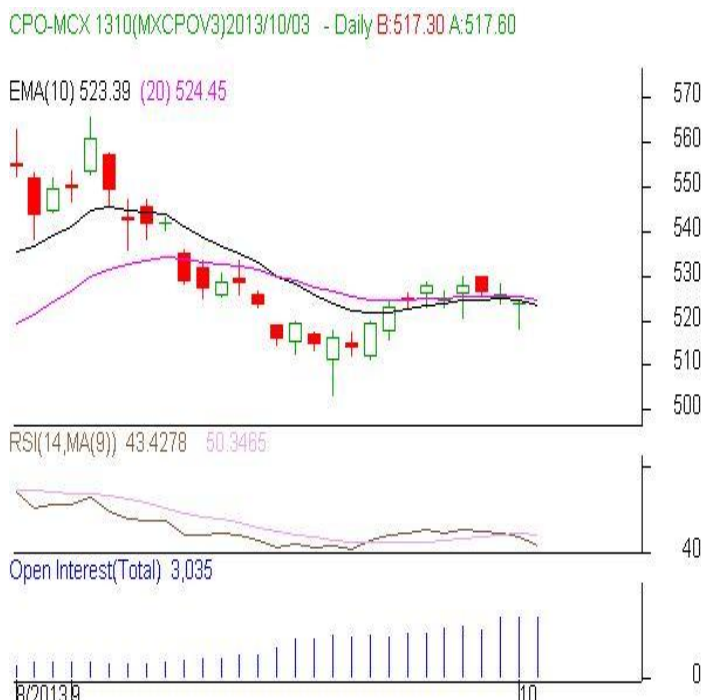 CPO-MCX 1310(MXCPOV3)2013/10/03 - Daily B:517.30 A:517.60
EMA(10) 523.39 (20) 524.45
570
560
550
540
530
520
510
500
RSI(14,MA(9)) 43.4278 50.3465
40
Open Interest(Total) 3,035
0
8/2013 9 10